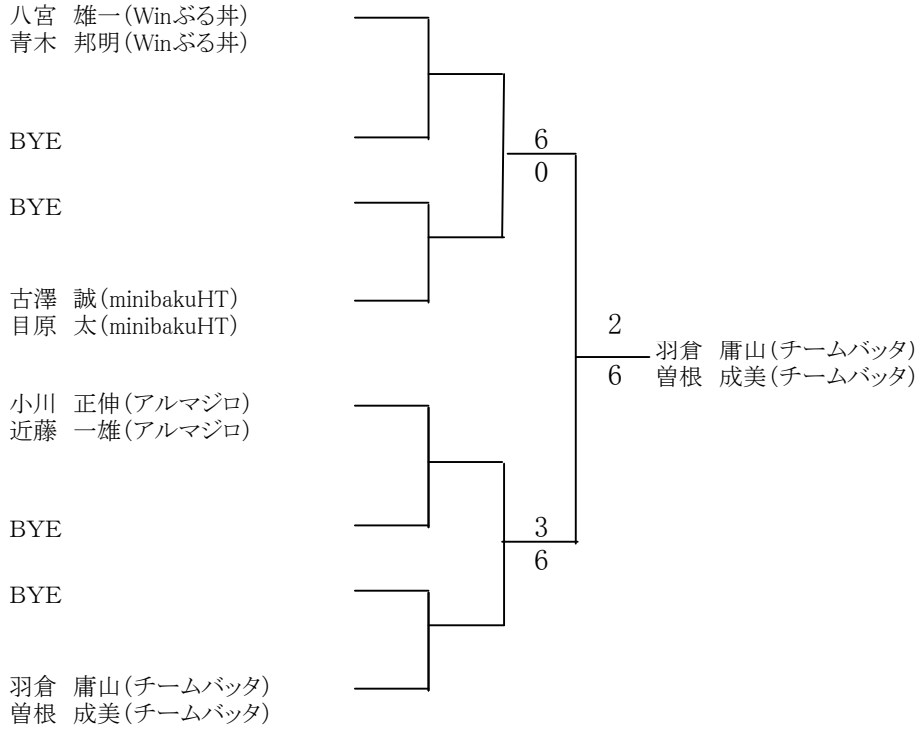 八宮 雄一(Winぶる丼)
青木 邦明(Winぶる丼)
BYE
BYE
古澤 誠(minibakuHT)
目原 太(minibakuHT)
小川 正伸(アルマジロ)
近藤 一雄(アルマジロ)
BYE
BYE
羽倉 庸山(チームバッタ)
曽根 成美(チームバッタ)
6
0
3
6
2
6
羽倉 庸山(チームバッタ)
曽根 成美(チームバッタ)